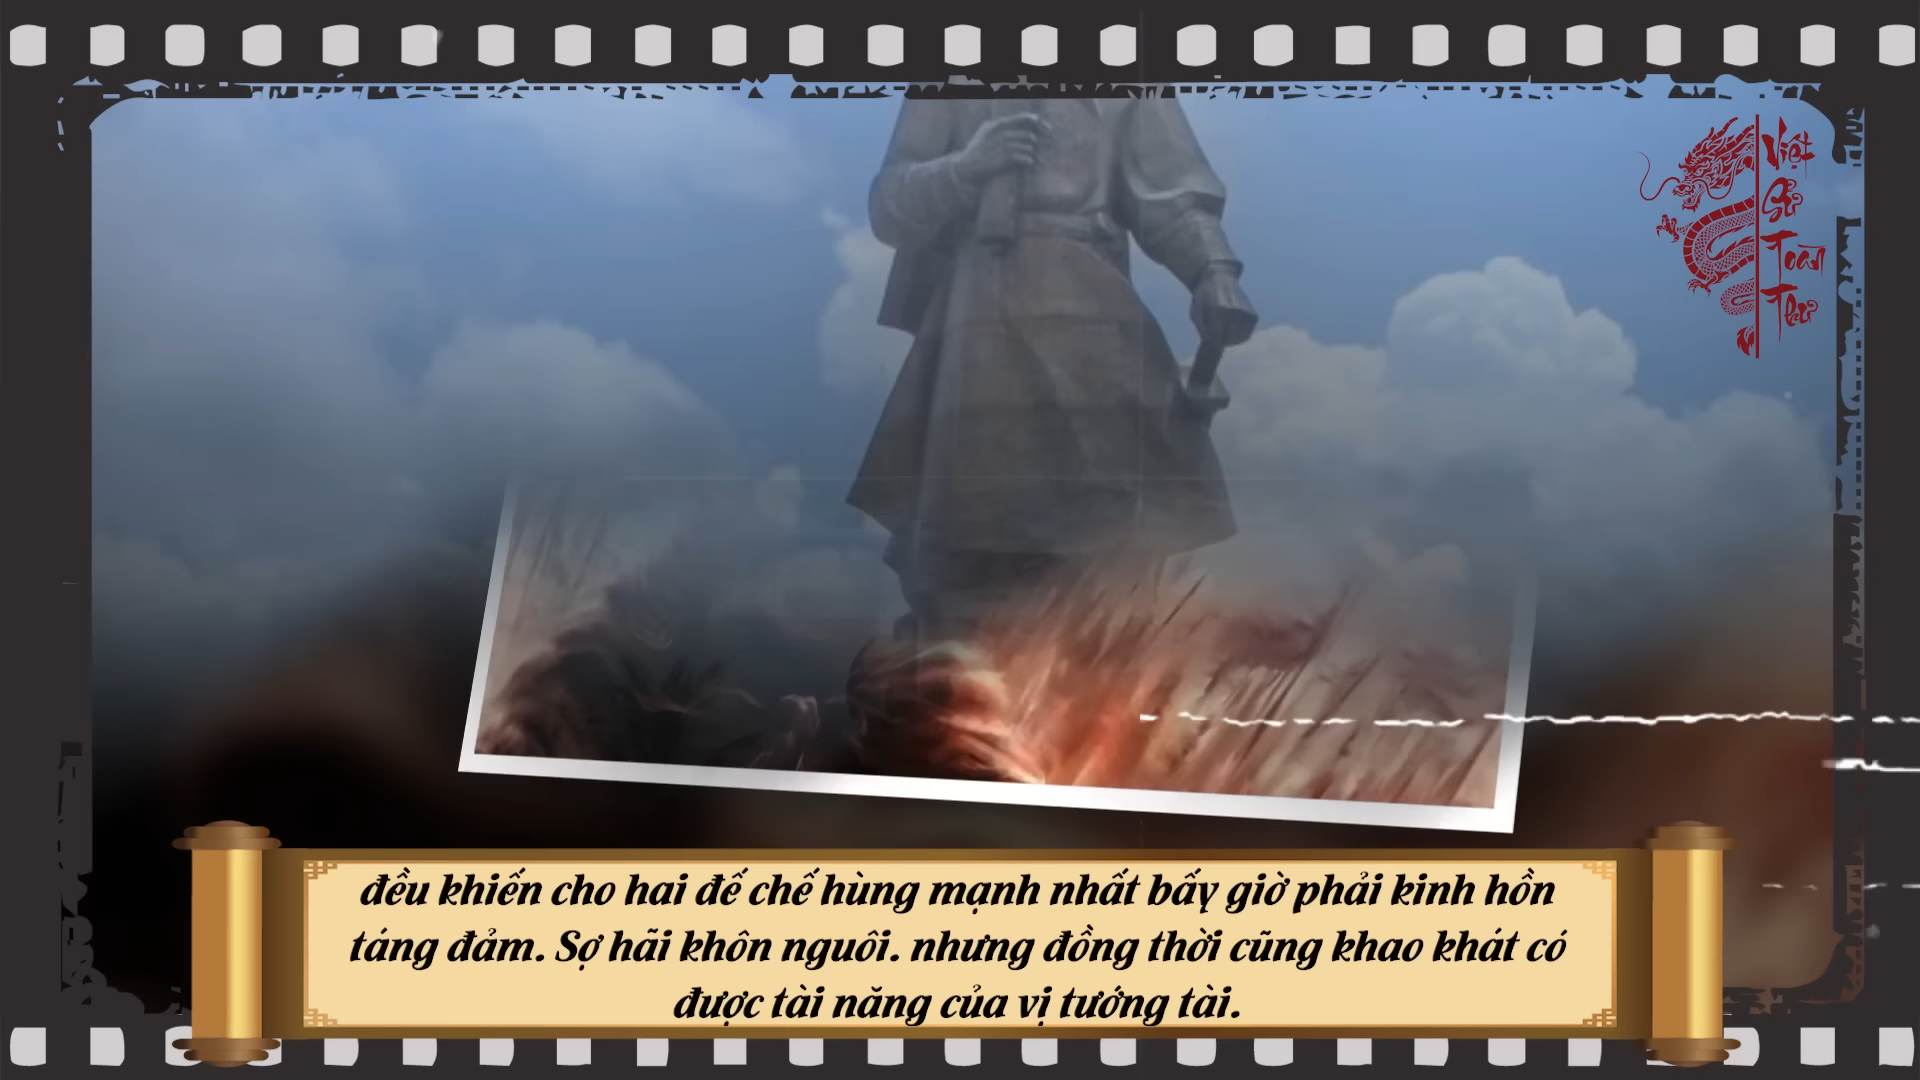 Việt
Sử
Toàn
Thư
đều khiến cho hai đế chế hùng mạnh nhất bấy giờ phải kinh hồn
táng đảm. Sợ hãi khôn nguôi. nhưng đồng thời cũng khao khát có
được tài năng của vị tướng tài.